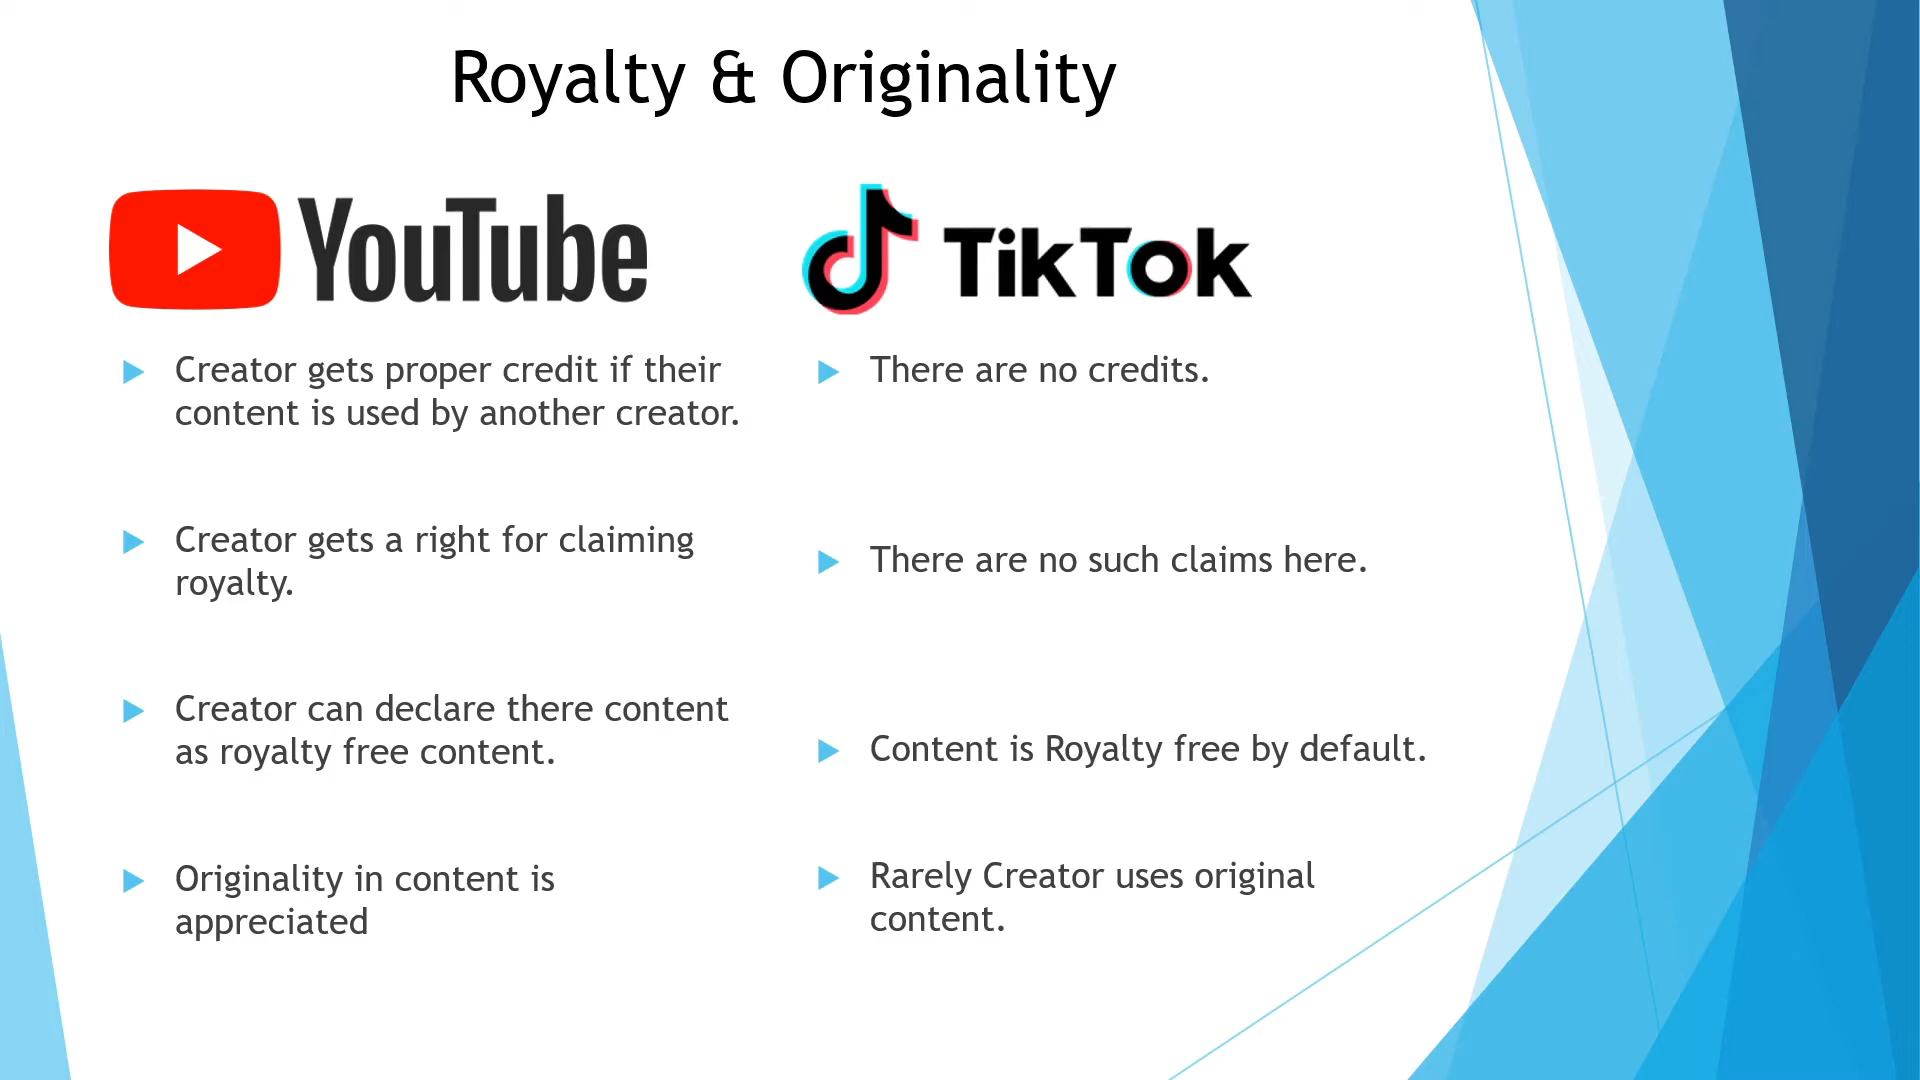 Royalty & Originality
YouTube
Creator gets proper credit if their
content is used by another creator.
Creator gets a right for claiming
royalty.
Creator can declare there content
as royalty free content.
Originality in content is
appreciated
TikTok
There are no credits.
There are no such claims here.
Content is Royalty free by default.
Rarely Creator uses original
content.